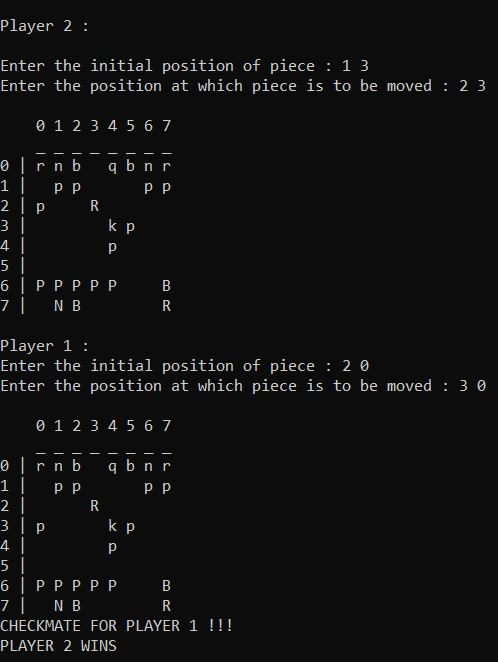 Player 2 :
Enter the initial position of piece : 1 3
Enter the position at which piece is to be moved : 2 3
    0 1 2 3 4 5 6 7
    _ _ _ _ _ _ _ _
0 | r n b   q b n r
1 |   p p       p p
2 | p     R
3 |         k p
4 |         p
5 |
6 | P P P P P     B
7 |   N B         R
Player 1 :
Enter the initial position of piece : 2 0
Enter the position at which piece is to be moved : 3 0
    0 1 2 3 4 5 6 7
    _ _ _ _ _ _ _ _
0 | r n b   q b n r
1 |   p p       p p
2 |       R
3 | p       k p
4 |         p
5 |
6 | P P P P P     B
7 |   N B         R
CHECKMATE FOR PLAYER 1 !!!
PLAYER 2 WINS